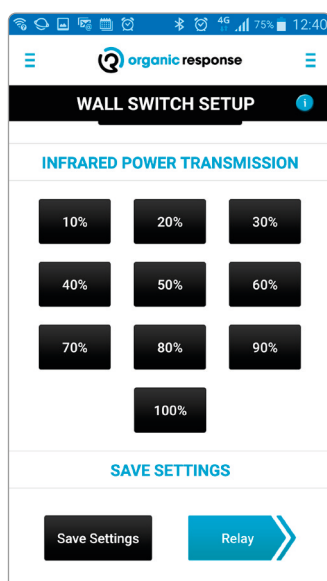 4G 75% 12:40
organic response
WALL SWITCH SETUP i
INFRARED POWER TRANSMISSION
10% 20% 30%
40% 50% 60%
70% 80% 90%
100%
SAVE SETTINGS
Save Settings Relay